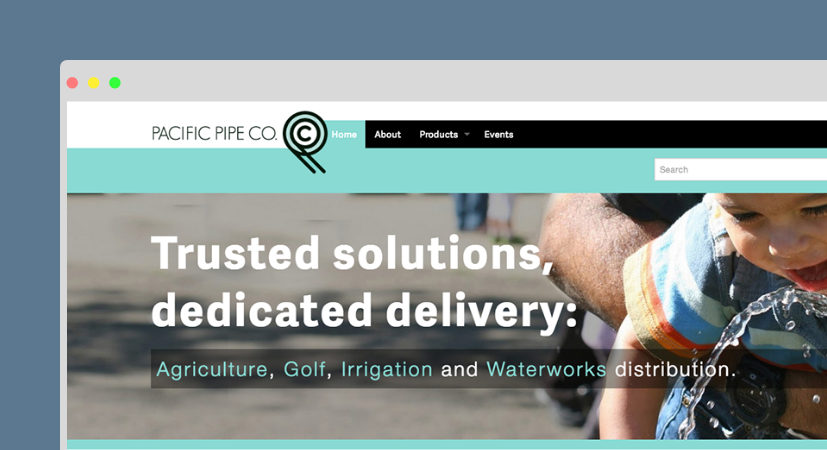 PACIFIC PIPE CO.
Home About Products Events
Search
Trusted solutions,
dedicated delivery:
Agriculture, Golf, Irrigation and Waterworks distribution.